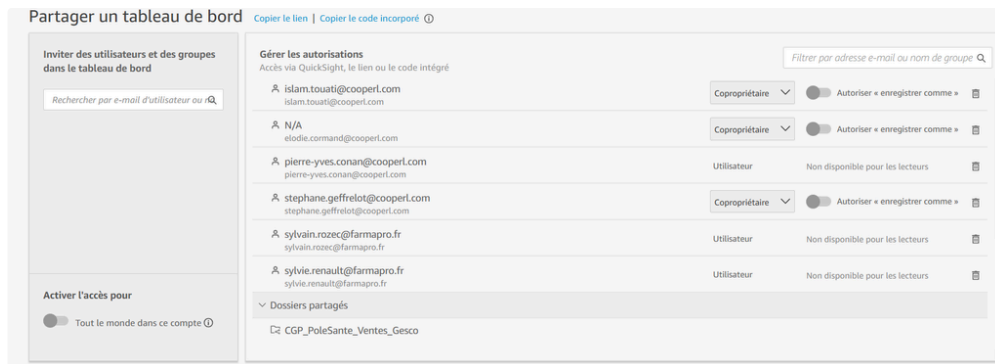 Partager un tableau de bord Copier le lien | Copier le code incorporé
Inviter des utilisateurs et des groupes
dans le tableau de bord
Rechercher par e-mail d'utilisateur ou
Activer l'accès pour
Tout le monde dans ce compte
Gérer les autorisations
Accès via QuickSight, le lien ou le code intégré
Filtrer par adresse e-mail ou nom de groupe
islam.touati@cooperl.com
islam.touati@cooperl.com
Copropriétaire Autoriser « enregistrer comme »
N/A
elodie.cormand@cooperl.com
Copropriétaire Autoriser « enregistrer comme »
pierre-yves.conan@cooperl.com
pierre-yves.conan@cooperl.com
Utilisateur Non disponible pour les lecteurs
stephane.geffrelot@cooperl.com
stephane.geffrelot@cooperl.com
Copropriétaire Autoriser « enregistrer comme »
sylvain.rozec@farmapro.fr
sylvain.rozec@farmapro.fr
Utilisateur Non disponible pour les lecteurs
sylvie.renault@farmapro.fr
sylvie.renault@farmapro.fr
Utilisateur Non disponible pour les lecteurs
Dossiers partagés
CGP_PoleSante_Ventes_Gesco